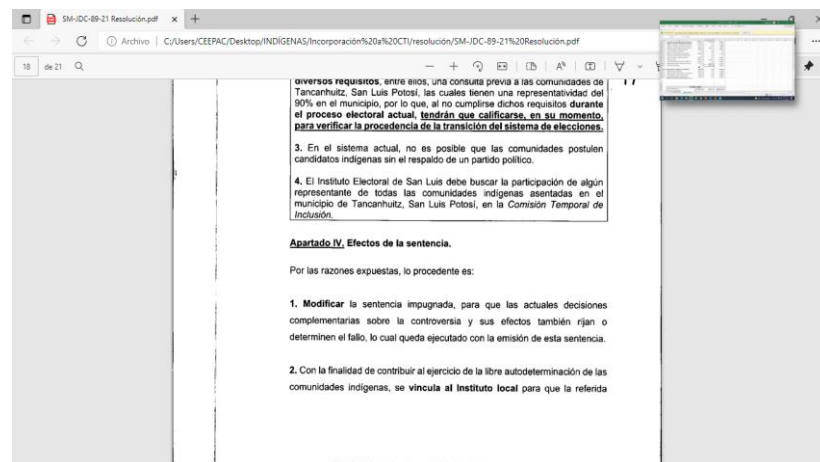 SM-JDC-89-21 Resolución.pdf
Archivo | C:/Users/CEEPAC/Desktop/INDÍGENAS/Incorporación%20a%20CTI/resolución/SM-JDC-89-21%20Resolución.pdf
18 de 21
diversos requisitos, entre ellos, una consulta previa a las comunidades de
Tancanhuitz, San Luis Potosí, las cuales tienen una representatividad del
90% en el municipio, por lo que, al no cumplirse dichos requisitos durante
el proceso electoral actual, tendrán que calificarse, en su momento,
para verificar la procedencia de la transición del sistema de elecciones.
3. En el sistema actual, no es posible que las comunidades postulen
candidatos indígenas sin el respaldo de un partido político.
4. El Instituto Electoral de San Luis debe buscar la participación de algún
representante de todas las comunidades indígenas asentadas en el
municipio de Tancanhuitz, San Luis Potosí, en la Comisión Temporal de
Inclusión.
Apartado IV. Efectos de la sentencia.
Por las razones expuestas, lo procedente es:
1. Modificar la sentencia impugnada, para que las actuales decisiones
complementarias sobre la controversia y sus efectos también rijan o
determinen el fallo, lo cual queda ejecutado con la emisión de esta sentencia.
2. Con la finalidad de contribuir al ejercicio de la libre autodeterminación de las
comunidades indígenas, se vincula al Instituto local para que la referida